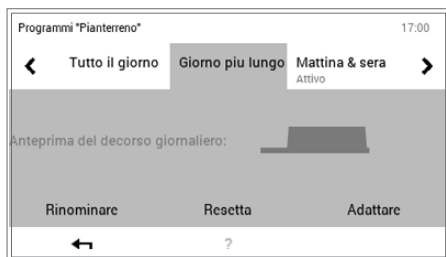 Programmi "Pianterreno" 17:00
Tutto il giorno Giorno piu lungo Mattina & sera
Attivo
Anteprima del decorso giornaliero:
Rinominare Resetta Adattare
?